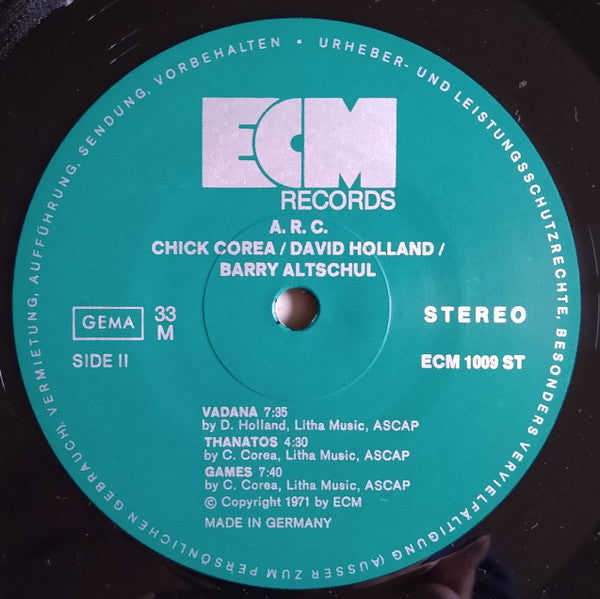 URHEBER- UND LEISTUNGSSCHUTZRECHTE, BESONDERS VERVIELFÄLTIGUNG (AUSSER ZUM PERSÖNLICHEN GEBRAUCH), VERMIETUNG, AUFFÜHRUNG, SENDUNG, VORBEHALTEN •
ECM
RECORDS
A. R. C.
CHICK COREA / DAVID HOLLAND /
BARRY ALTSCHUL
GEMA 33 M
STEREO
SIDE II
ECM 1009 ST
VADANA 7:35
by D. Holland, Litha Music, ASCAP
THANATOS 4:30
by C. Corea, Litha Music, ASCAP
GAMES 7:40
by C. Corea, Litha Music, ASCAP
© Copyright 1971 by ECM
MADE IN GERMANY